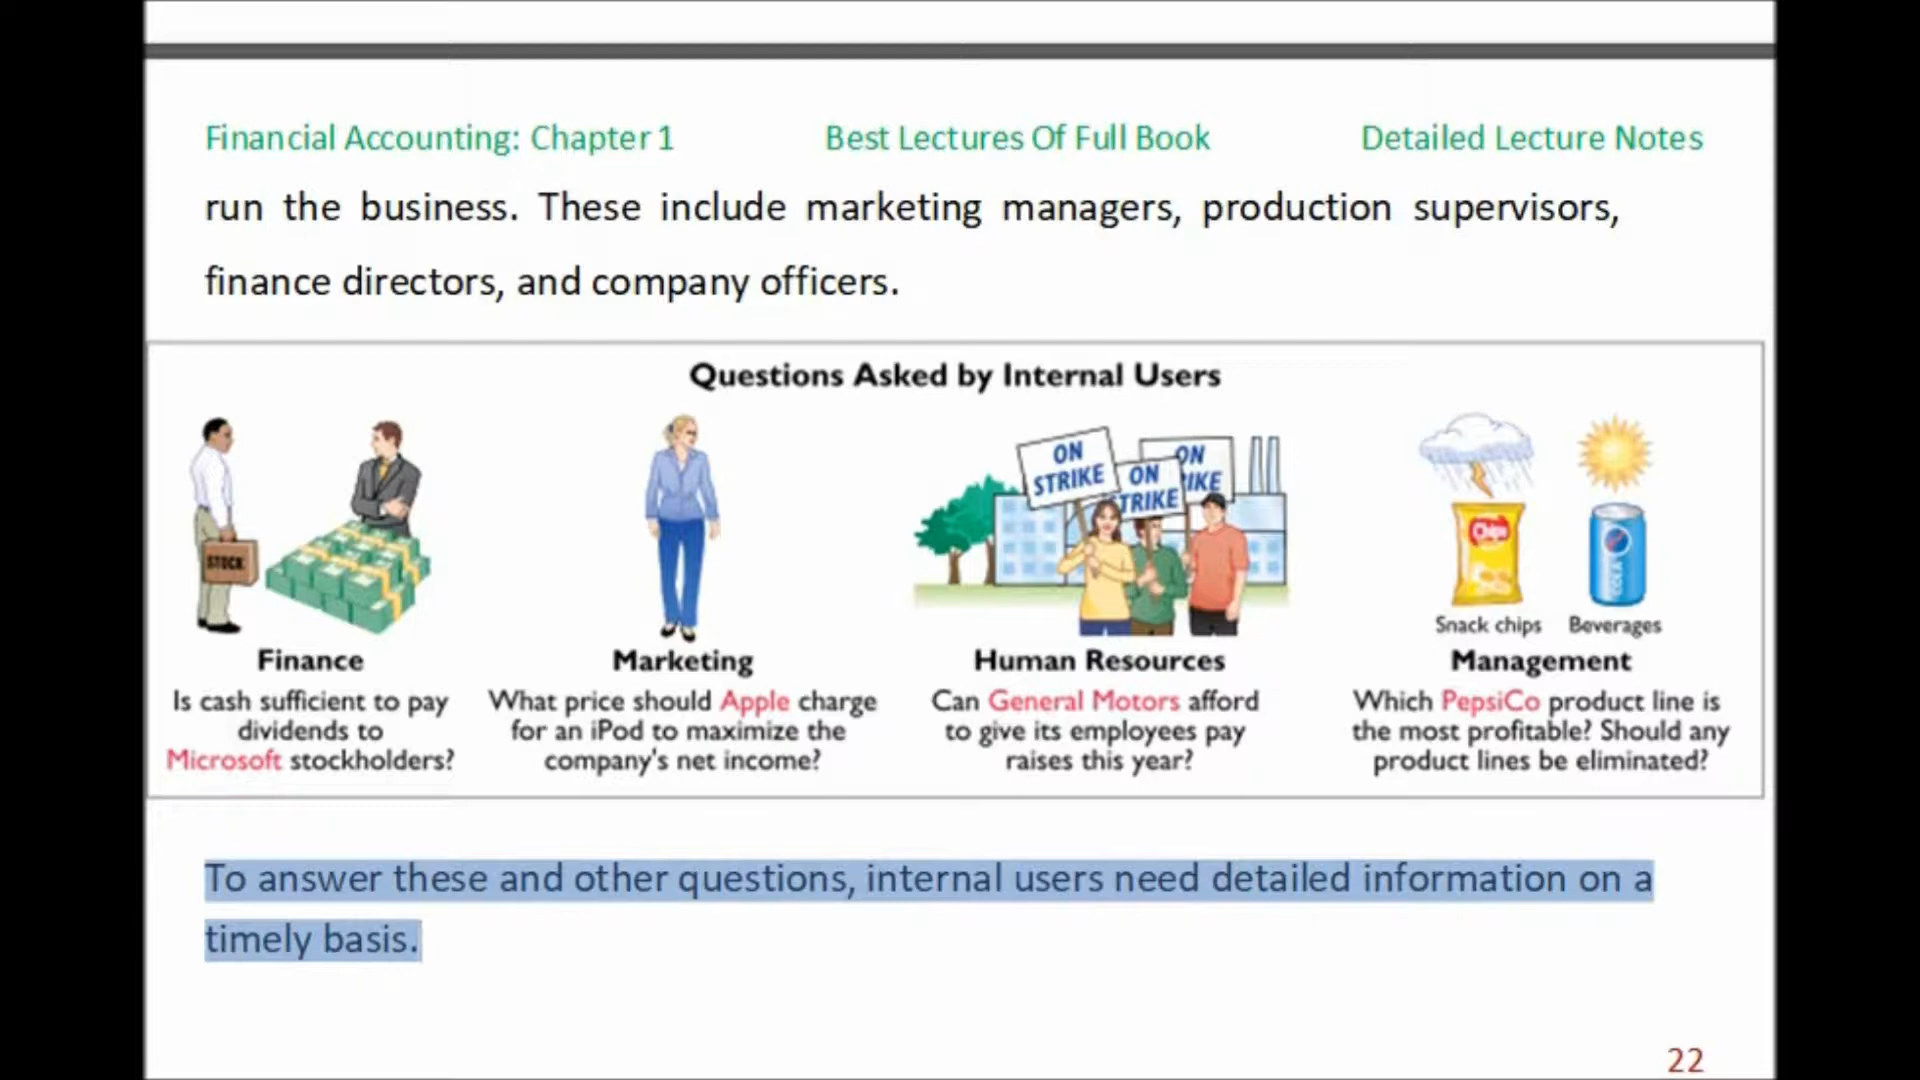 Financial Accounting: Chapter 1 Best Lectures Of Full Book Detailed Lecture Notes
run the business. These include marketing managers, production supervisors,
finance directors, and company officers.
Questions Asked by Internal Users
ON
STRIKE
ON
TRIKE
ON
IKE
STOCK
Chips
COLA
Snack chips Beverages
Finance
Is cash sufficient to pay
dividends to
Microsoft stockholders?
Marketing
What price should Apple charge
for an iPod to maximize the
company's net income?
Human Resources
Can General Motors afford
to give its employees pay
raises this year?
Management
Which PepsiCo product line is
the most profitable? Should any
product lines be eliminated?
To answer these and other questions, internal users need detailed information on a
timely basis.
22